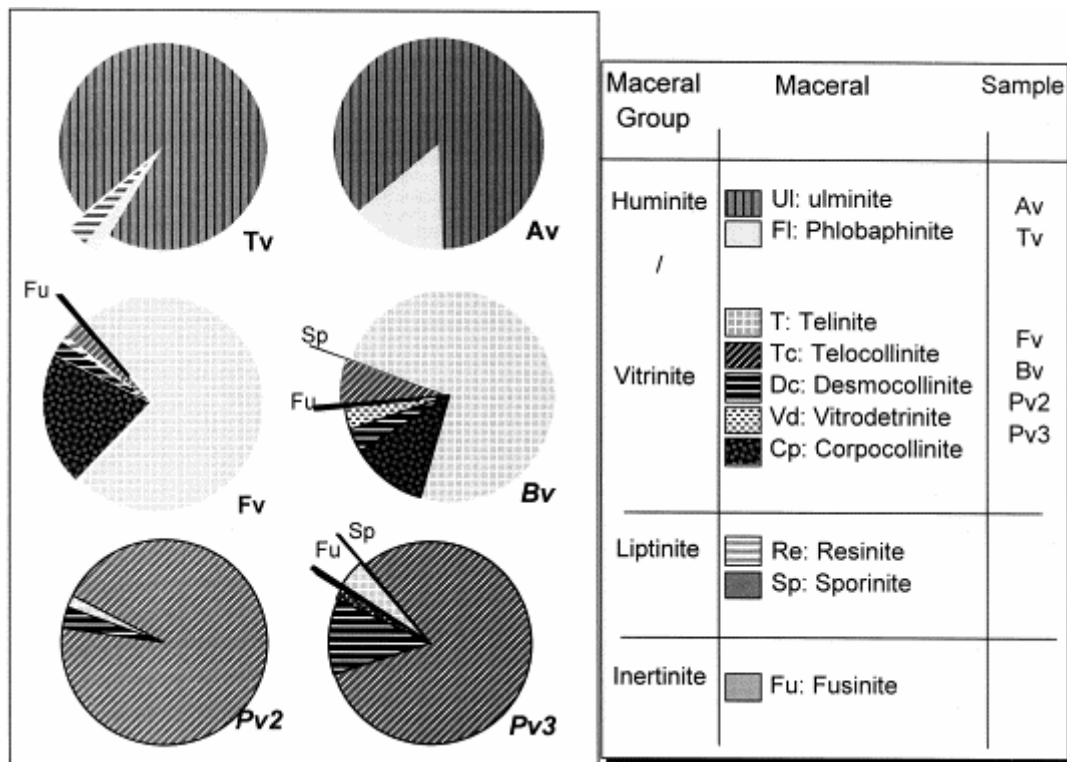 Tv
Av
Fu
Fv
Sp
Fu
Bv
Pv2
Sp
Fu
Pv3
Maceral Group
Maceral
Sample
Huminite
/
Vitrinite
Ul: ulminite
Fl: Phlobaphinite
Av
Tv
T: Telinite
Tc: Telocollinite
Dc: Desmocollinite
Vd: Vitrodetrinite
Cp: Corpocollinite
Fv
Bv
Pv2
Pv3
Liptinite
Re: Resinite
Sp: Sporinite
Inertinite
Fu: Fusinite